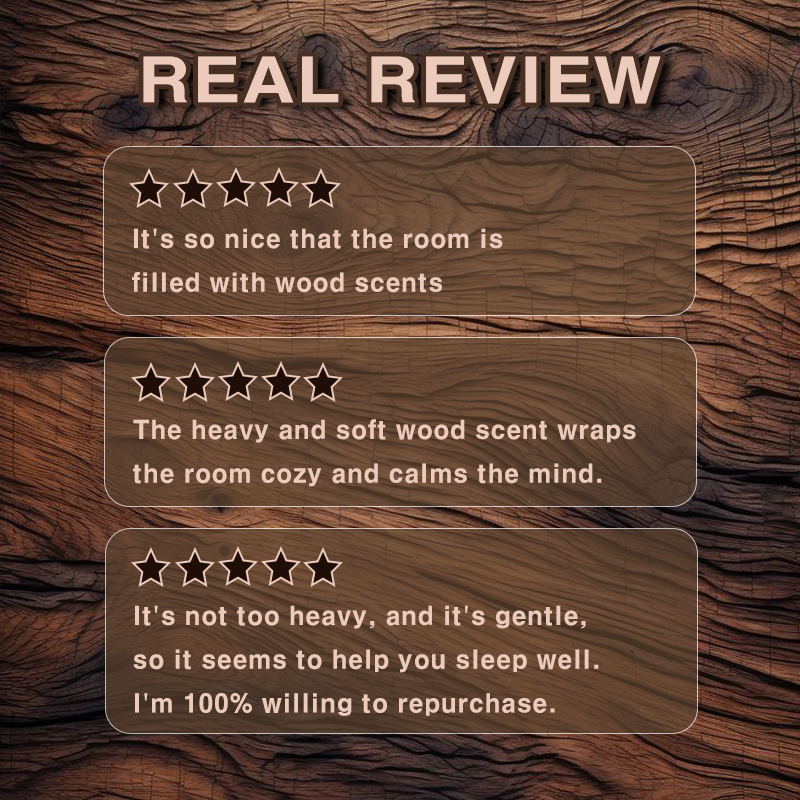 REAL REVIEW
It's so nice that the room is
filled with wood scents
The heavy and soft wood scent wraps
the room cozy and calms the mind.
It's not too heavy, and it's gentle,
so it seems to help you sleep well.
I'm 100% willing to repurchase.